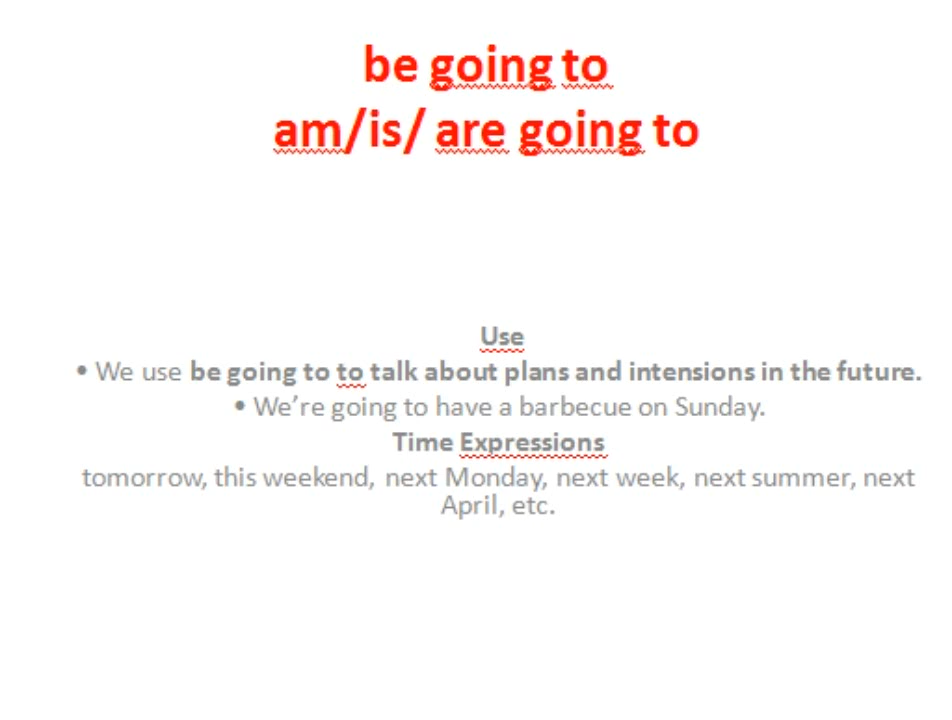 be going to
am/is/ are going to
Use
• We use be going to to talk about plans and intensions in the future.
• We’re going to have a barbecue on Sunday.
Time Expressions
tomorrow, this weekend, next Monday, next week, next summer, next
April, etc.